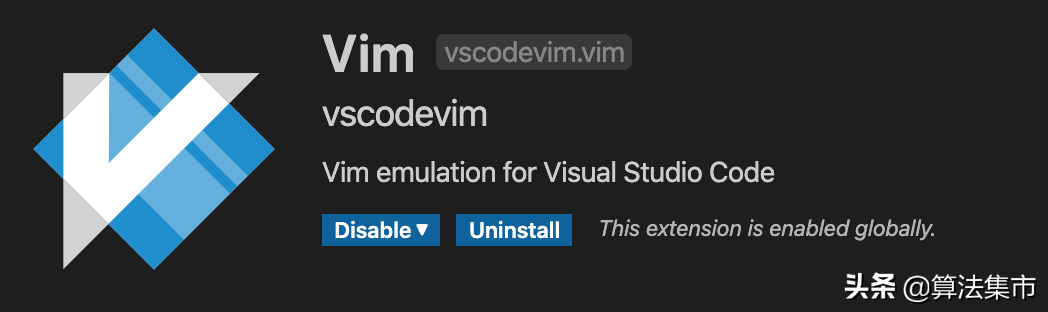 Vim vscodevim.vim
vscodevim
Vim emulation for Visual Studio Code
Disable▼ Uninstall This extension is enabled globally.
头条 @算法集市